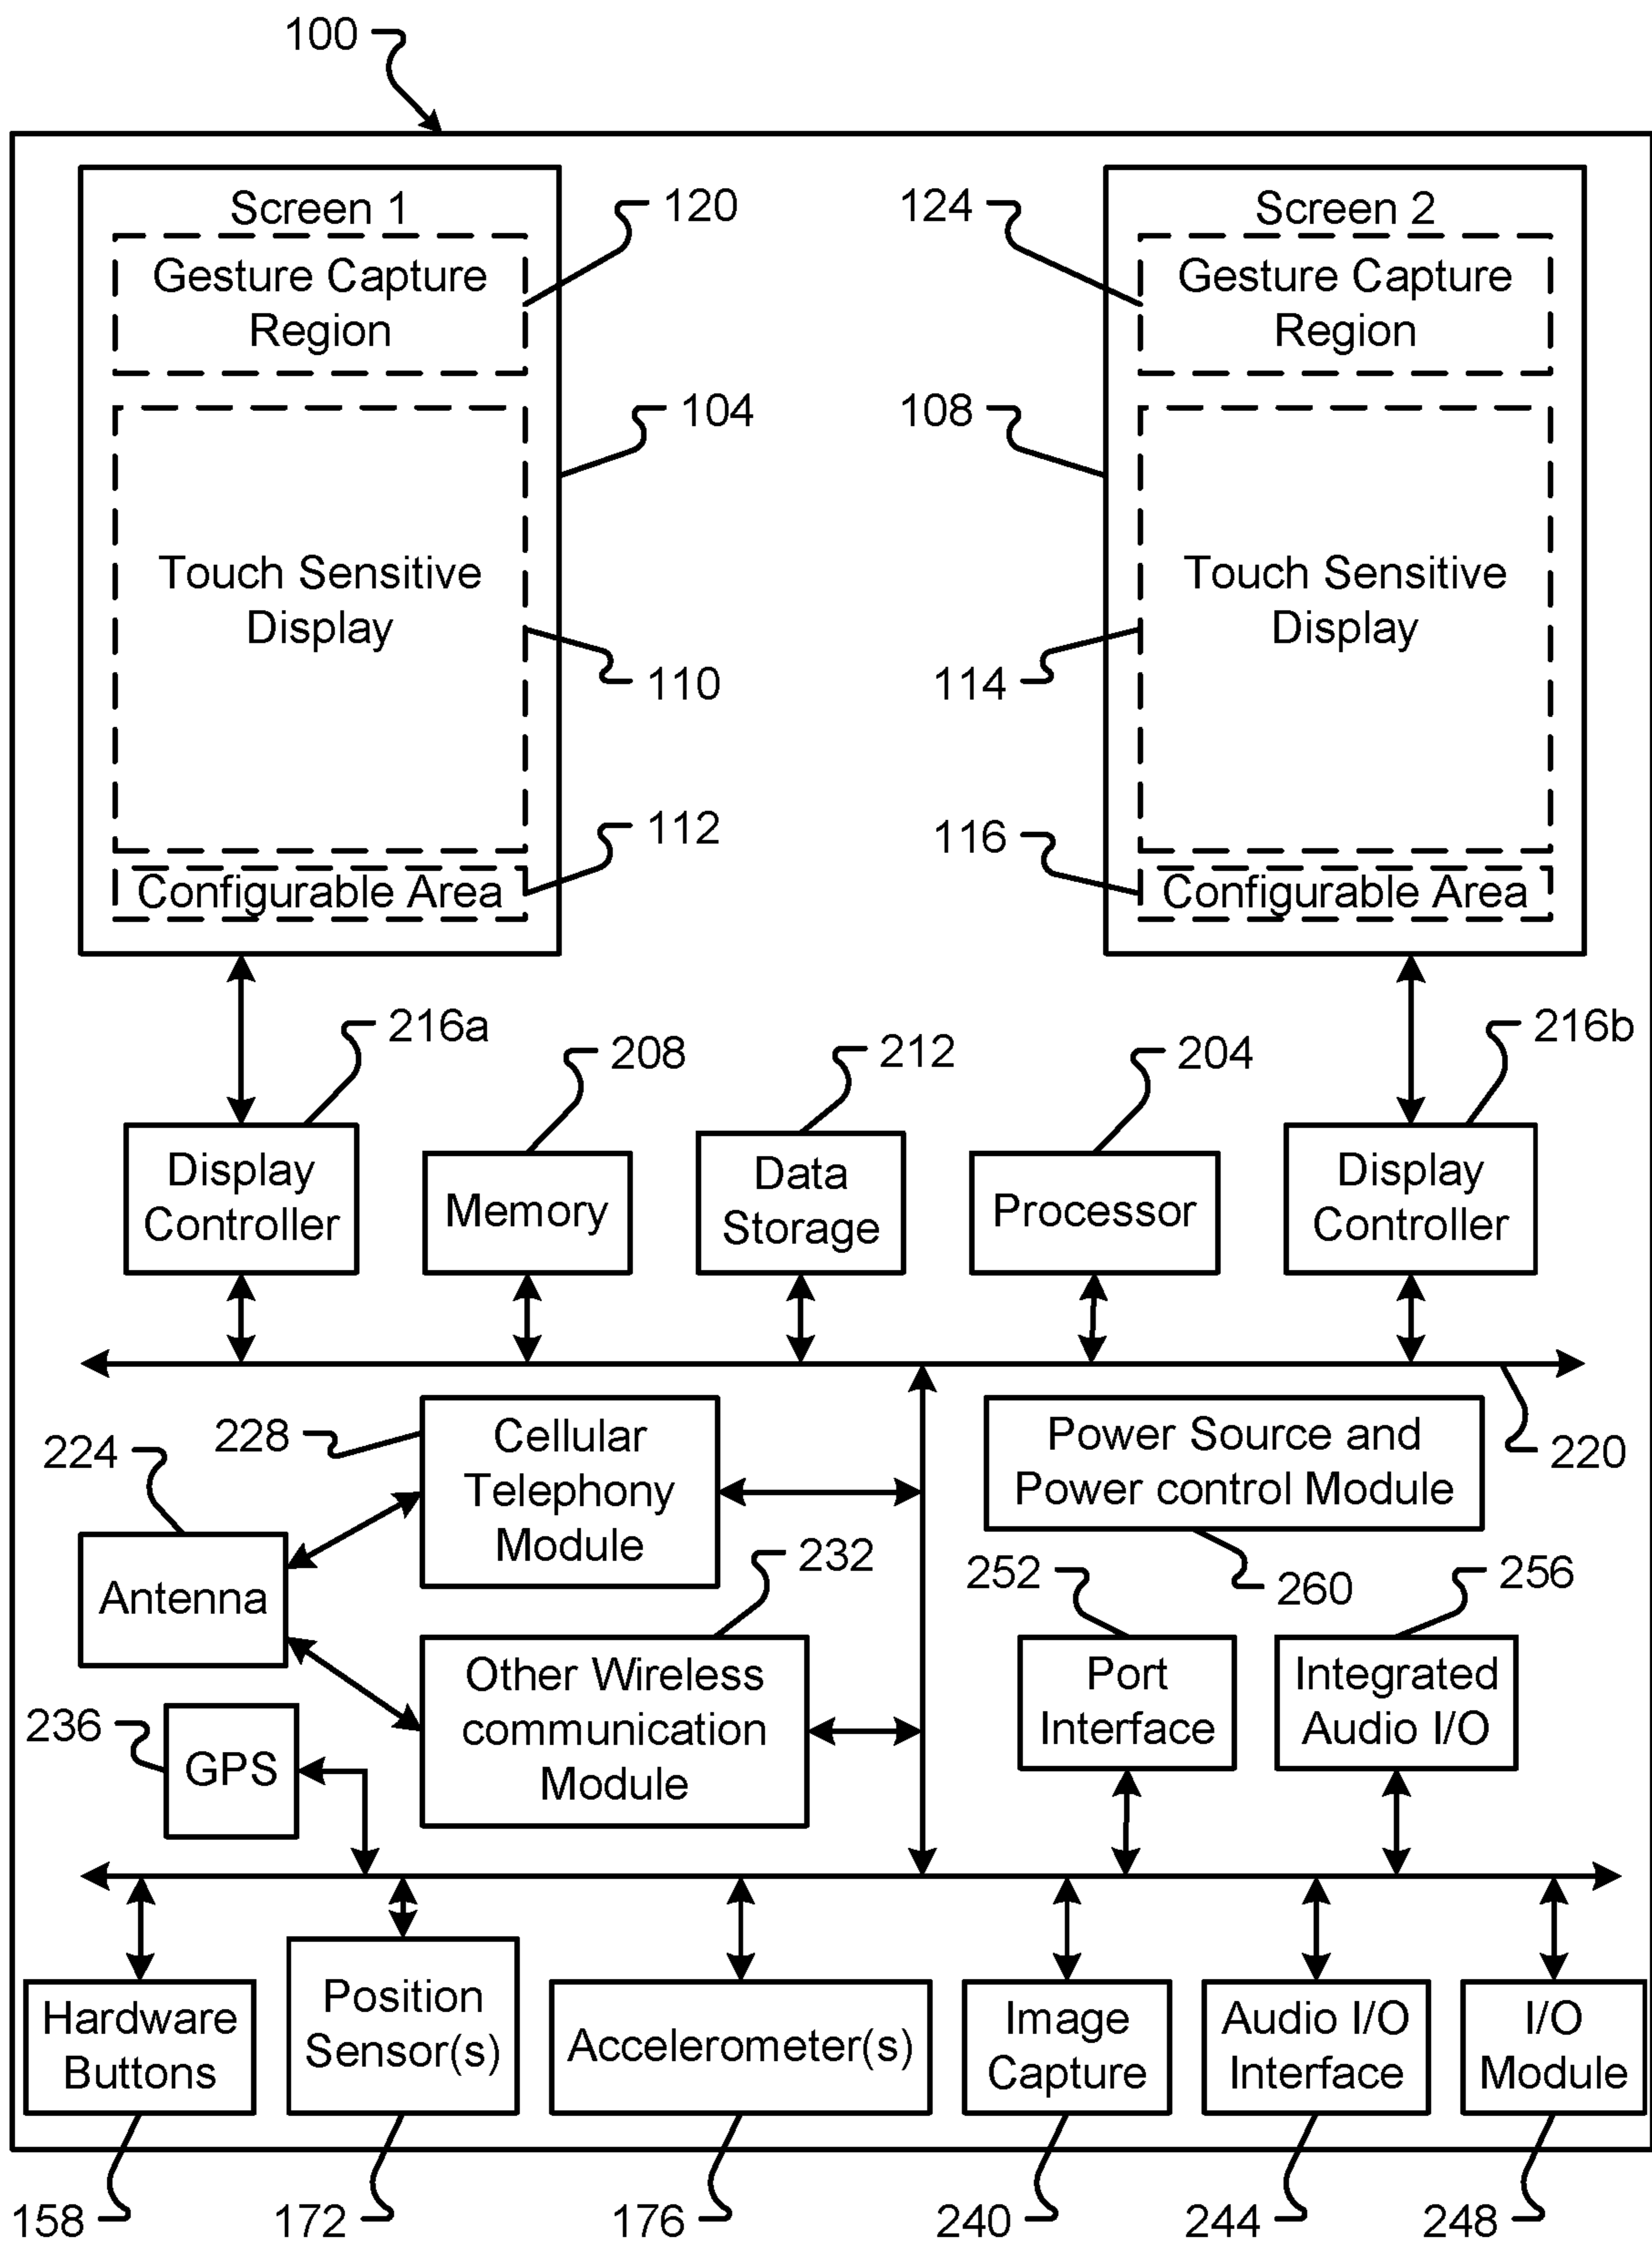 100
Screen 1
Gesture Capture
Region
120
Touch Sensitive
Display
104
110
112
Configurable Area
Screen 2
124
Gesture Capture
Region
108
Touch Sensitive
Display
114
116
Configurable Area
216a
208
212
204
216b
Display
Controller
Memory
Data
Storage
Processor
Display
Controller
220
228
Cellular
Telephony
Module
Power Source and
Power control Module
224
Antenna
232
252
260
256
Other Wireless
communication
Module
Port
Interface
Integrated
Audio I/O
236
GPS
Hardware
Buttons
Position
Sensor(s)
Accelerometer(s)
Image
Capture
Audio I/O
Interface
I/O
Module
158
172
176
240
244
248